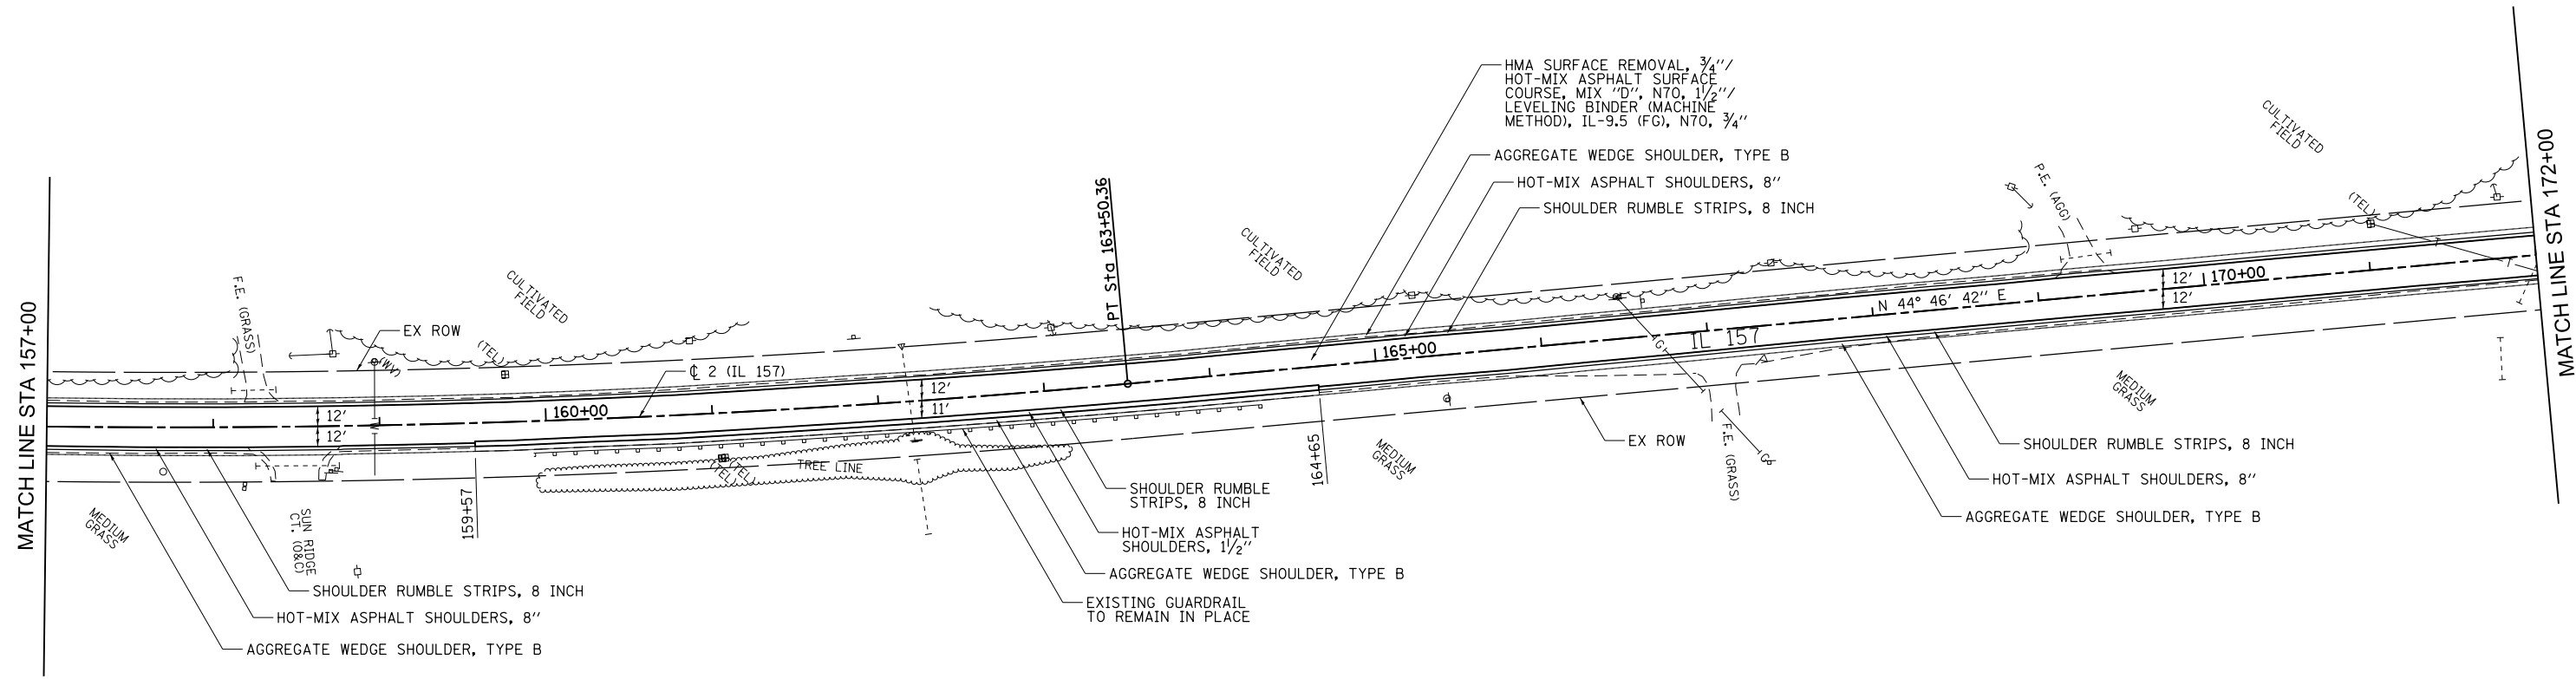 HMA SURFACE REMOVAL, 3/4"/
HOT-MIX ASPHALT SURFACE
COURSE, MIX "D", N70, 1 1/2"/
LEVELING BINDER (MACHINE
METHOD), IL-9.5 (FG), N70, 3/4"
AGGREGATE WEDGE SHOULDER, TYPE B
HOT-MIX ASPHALT SHOULDERS, 8"
SHOULDER RUMBLE STRIPS, 8 INCH
CULTIVATED
FIELD
MATCH LINE STA 172+00
P.E. (AGG)
(TEL)
PT Sta 163+50.36
CULTIVATED
FIELD
F.E. (GRASS)
CULTIVATED
FIELD
EX ROW
(WV)
(TEL)
MATCH LINE STA 157+00
℄ 2 (IL 157)
12'
12'
160+00
12'
11'
165+00
IL 157
N 44° 46' 42" E
12'
12'
170+00
W
G
G
T
T
EX ROW
F.E. (GRASS)
MEDIUM
GRASS
SHOULDER RUMBLE STRIPS, 8 INCH
HOT-MIX ASPHALT SHOULDERS, 8"
AGGREGATE WEDGE SHOULDER, TYPE B
164+65
MEDIUM
GRASS
TREE LINE
(TEL)
(TEL)
159+57
SHOULDER RUMBLE
STRIPS, 8 INCH
HOT-MIX ASPHALT
SHOULDERS, 1 1/2"
AGGREGATE WEDGE SHOULDER, TYPE B
EXISTING GUARDRAIL
TO REMAIN IN PLACE
MEDIUM
GRASS
SUN RIDGE
CT. (O&C)
SHOULDER RUMBLE STRIPS, 8 INCH
HOT-MIX ASPHALT SHOULDERS, 8"
AGGREGATE WEDGE SHOULDER, TYPE B